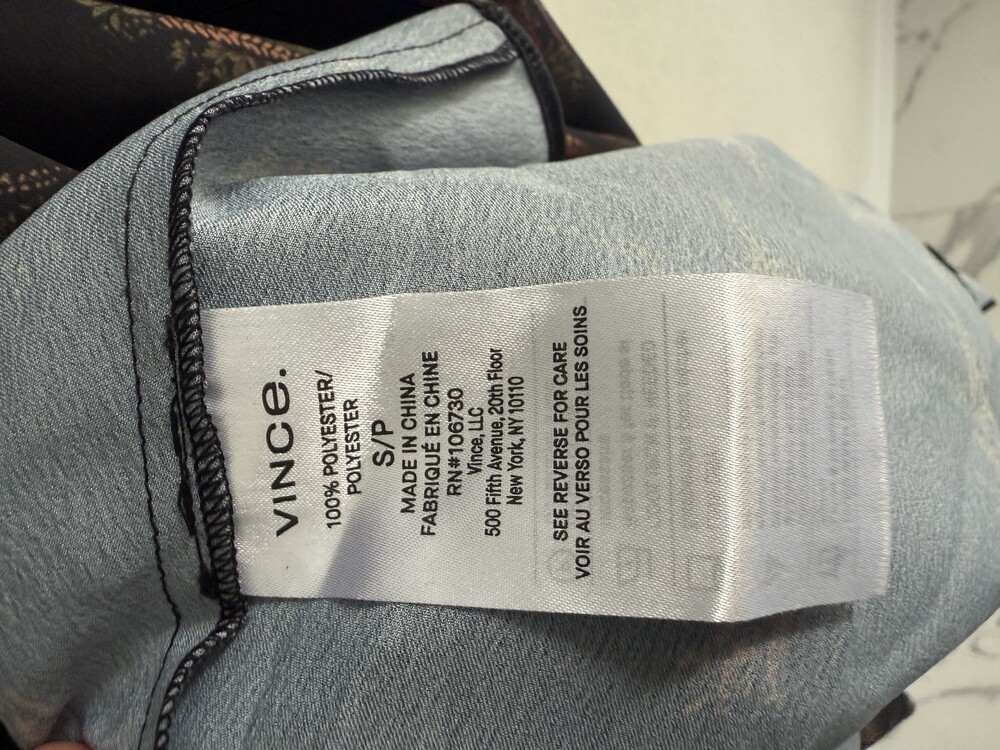 VINCE.
100% POLYESTER/
POLYESTER
S/P
MADE IN CHINA
FABRIQUÉ EN CHINE
RN#106730
Vince, LLC
500 Fifth Avenue, 20th Floor
New York, NY 10110
SEE REVERSE FOR CARE
VOIR AU VERSO POUR LES SOINS